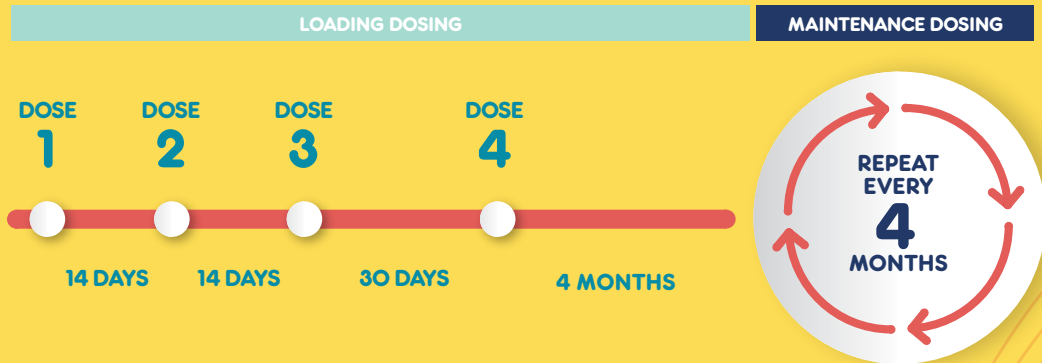 LOADING DOSING
MAINTENANCE DOSING
DOSE
1
DOSE
2
DOSE
3
DOSE
4
14 DAYS
14 DAYS
30 DAYS
4 MONTHS
REPEAT
EVERY
4
MONTHS